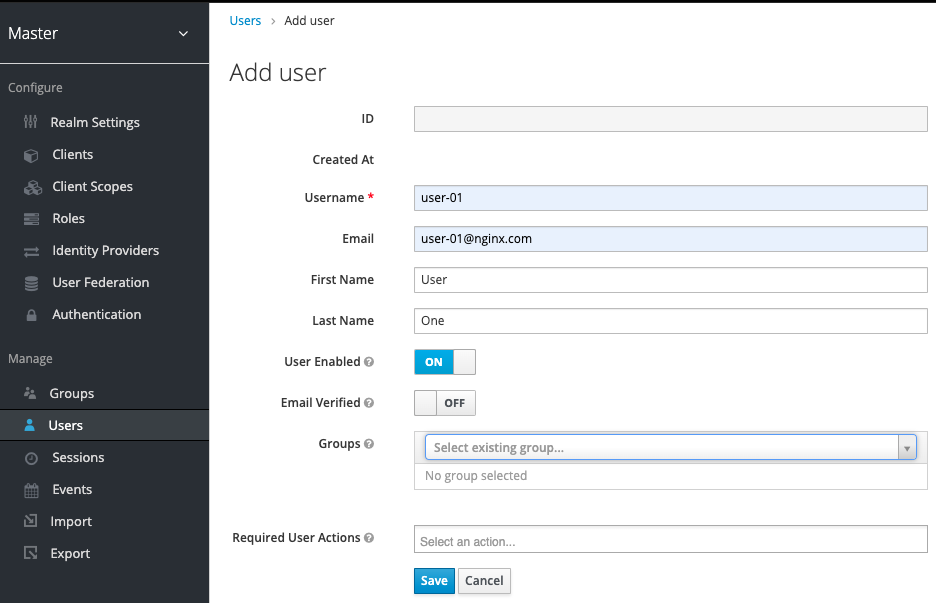 Master
Configure
Realm Settings
Clients
Client Scopes
Roles
Identity Providers
User Federation
Authentication
Manage
Groups
Users
Sessions
Events
Import
Export
Users > Add user
Add user
ID
Created At
Username * user-01
Email user-01@nginx.com
First Name User
Last Name One
User Enabled ON
Email Verified OFF
Groups Select existing group...
No group selected
Required User Actions Select an action...
Save Cancel